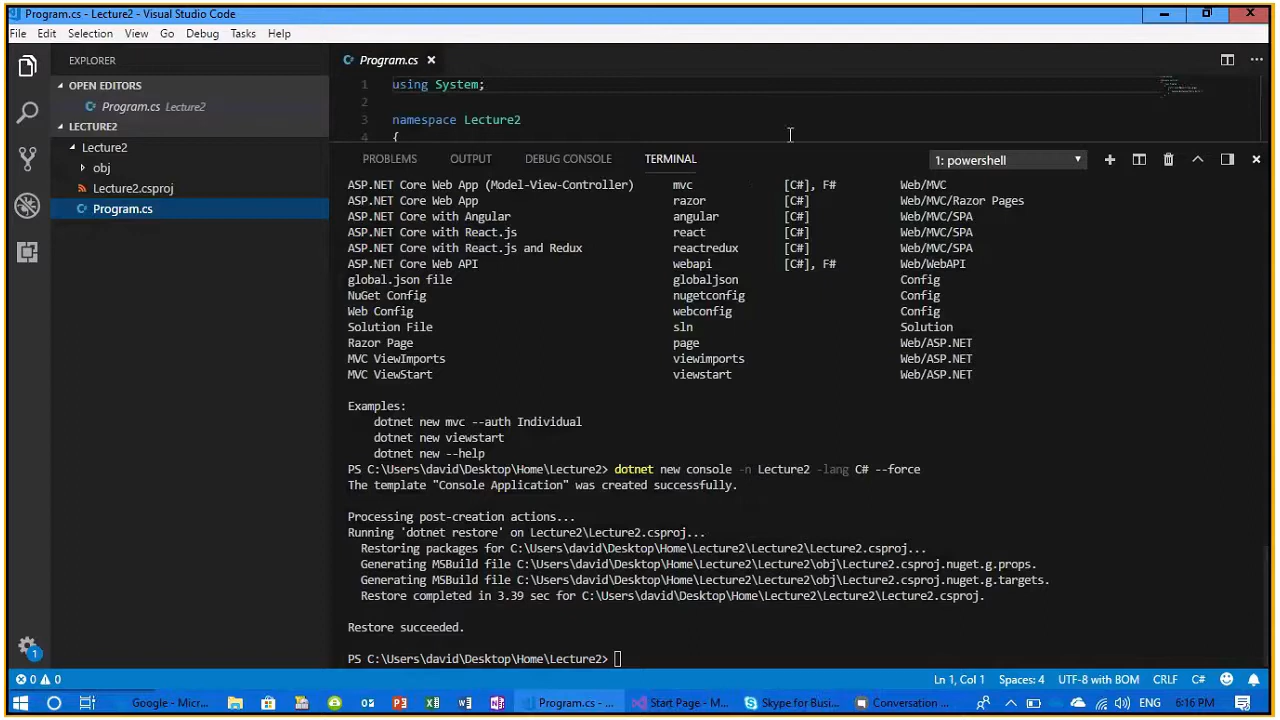 Program.cs - Lecture2 - Visual Studio Code
File Edit Selection View Go Debug Tasks Help
EXPLORER
OPEN EDITORS
Program.cs Lecture2
LECTURE2
Lecture2
obj
Lecture2.csproj
Program.cs
Program.cs
1 using System;
2
3 namespace Lecture2
4 {
PROBLEMS OUTPUT DEBUG CONSOLE TERMINAL 1: powershell
ASP.NET Core Web App (Model-View-Controller) mvc [C#], F# Web/MVC
ASP.NET Core Web App razor [C#] Web/MVC/Razor Pages
ASP.NET Core with Angular angular [C#] Web/MVC/SPA
ASP.NET Core with React.js react [C#] Web/MVC/SPA
ASP.NET Core with React.js and Redux reactredux [C#] Web/MVC/SPA
ASP.NET Core Web API webapi [C#], F# Web/WebAPI
global.json file globaljson Config
NuGet Config nugetconfig Config
Web Config webconfig Config
Solution File sln Solution
Razor Page page Web/ASP.NET
MVC ViewImports viewimports Web/ASP.NET
MVC ViewStart viewstart Web/ASP.NET
Examples:
dotnet new mvc --auth Individual
dotnet new viewstart
dotnet new --help
PS C:\Users\david\Desktop\Home\Lecture2> dotnet new console -n Lecture2 -lang C# --force
The template "Console Application" was created successfully.
Processing post-creation actions...
Running 'dotnet restore' on Lecture2\Lecture2.csproj...
Restoring packages for C:\Users\david\Desktop\Home\Lecture2\Lecture2\Lecture2.csproj...
Generating MSBuild file C:\Users\david\Desktop\Home\Lecture2\Lecture2\obj\Lecture2.csproj.nuget.g.props.
Generating MSBuild file C:\Users\david\Desktop\Home\Lecture2\Lecture2\obj\Lecture2.csproj.nuget.g.targets.
Restore completed in 3.39 sec for C:\Users\david\Desktop\Home\Lecture2\Lecture2\Lecture2.csproj.
Restore succeeded.
PS C:\Users\david\Desktop\Home\Lecture2>
1
0 0 Ln 1, Col 1 Spaces: 4 UTF-8 with BOM CRLF C#
Google - Micr... Program.cs - ... Start Page - M... Skype for Busi... Conversation ... 6:16 PM